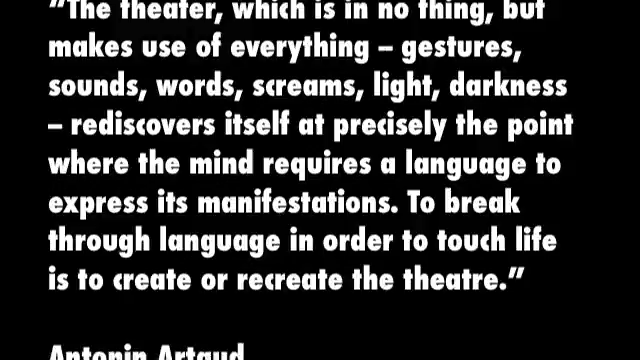 “The theater, which is in no thing, but
makes use of everything – gestures,
sounds, words, screams, light, darkness
– rediscovers itself at precisely the point
where the mind requires a language to
express its manifestations. To break
through language in order to touch life
is to create or recreate the theatre.”
Antonin Artaud